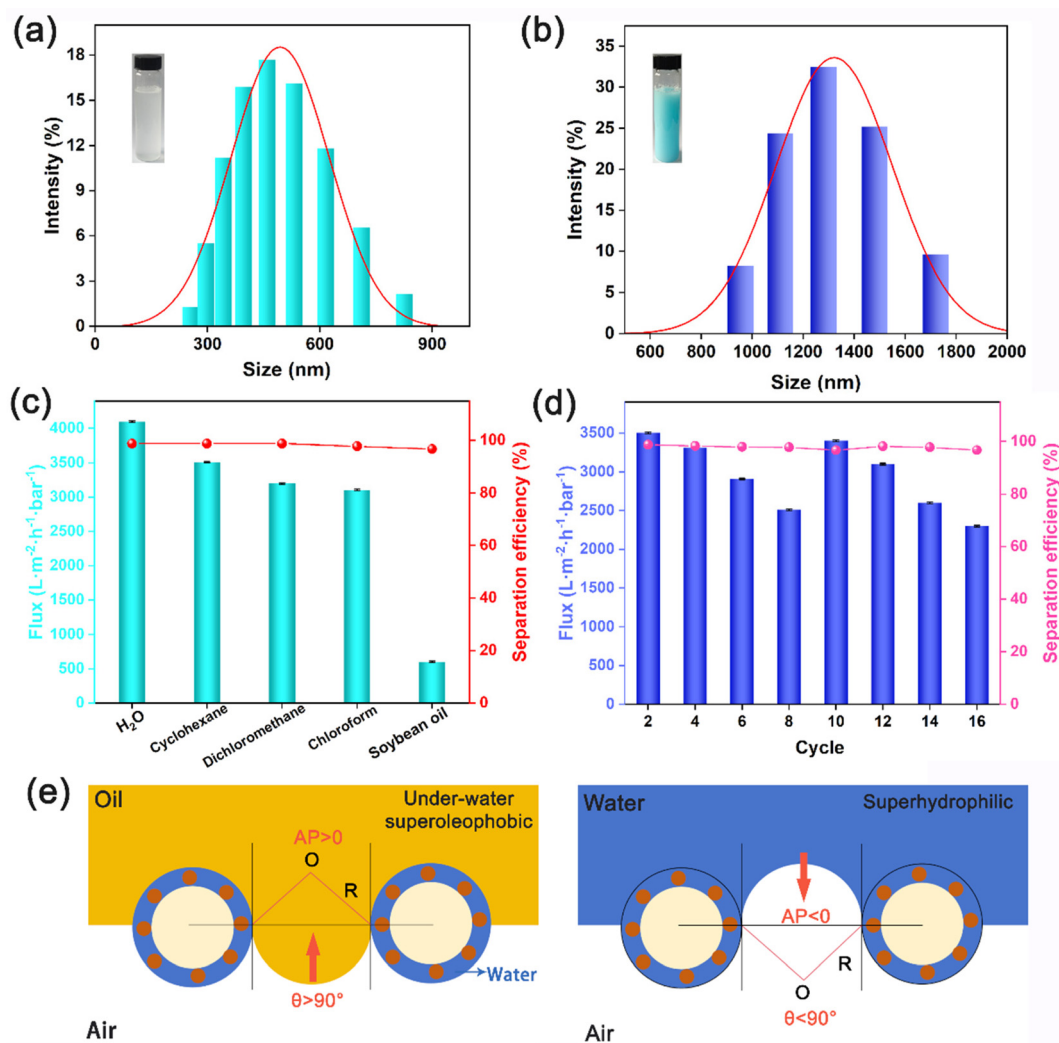 (a)
18
15
12
9
6
3
0
Intensity (%)
0
300
600
900
Size (nm)
(b)
35
30
25
20
15
10
5
0
Intensity (%)
600
800
1000
1200
1400
1600
1800
2000
Size (nm)
(c)
4000
3500
3000
2500
2000
1500
1000
500
0
Flux (L·m⁻²·h⁻¹·bar⁻¹)
100
80
60
40
20
0
Separation efficiency (%)
H₂O
Cyclohexane
Dichloromethane
Chloroform
Soybean oil
(d)
3500
3000
2500
2000
1500
1000
500
0
Flux (L·m⁻²·h⁻¹·bar⁻¹)
100
80
60
40
20
0
Separation efficiency (%)
2
4
6
8
10
12
14
16
Cycle
(e)
Oil
Under-water
superoleophobic
AP>0
O
R
Water
θ>90°
Air
Water
Superhydrophilic
AP<0
R
O
θ<90°
Air